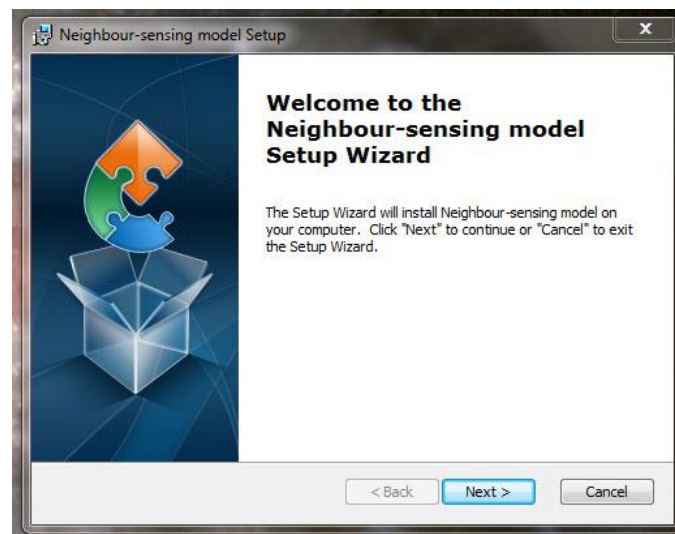 Neighbour-sensing model Setup
x
Welcome to the
Neighbour-sensing model
Setup Wizard
The Setup Wizard will install Neighbour-sensing model on
your computer. Click "Next" to continue or "Cancel" to exit
the Setup Wizard.
< Back Next > Cancel